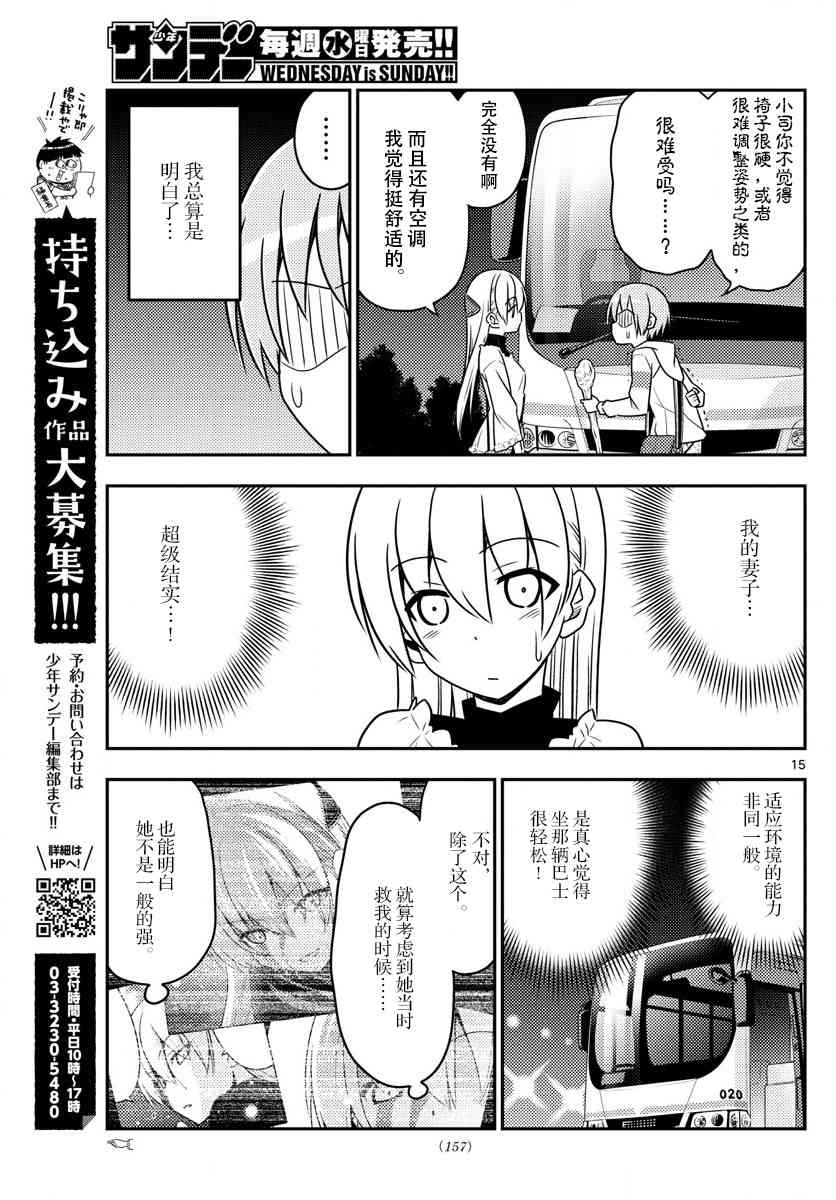 少年
サンデー
毎週水曜日発売!!
WEDNESDAY is SUNDAY!!
小司你不觉得
椅子很硬，或者
很难调整姿势之类的，
很难受吗……?
完全没有啊
而且还有空调
我觉得挺舒适的。
……
我总算是
明白了…
我的妻子…
超级结实…!
15
适应环境的能力
非同一般。
是真心觉得
坐那辆巴士
很轻松!
020
不对，
除了这个。
就算考虑到她当时
救我的时候……
也能明白
她不是一般的强。
(157)
こりゃ即
掲載やで
ー!!
編集者
持ち込み作品大募集!!!
予約・お問い合わせは
少年サンデー編集部まで!!
詳細は
HPへ!
受付時間・平日10時〜17時
03-3230-5480